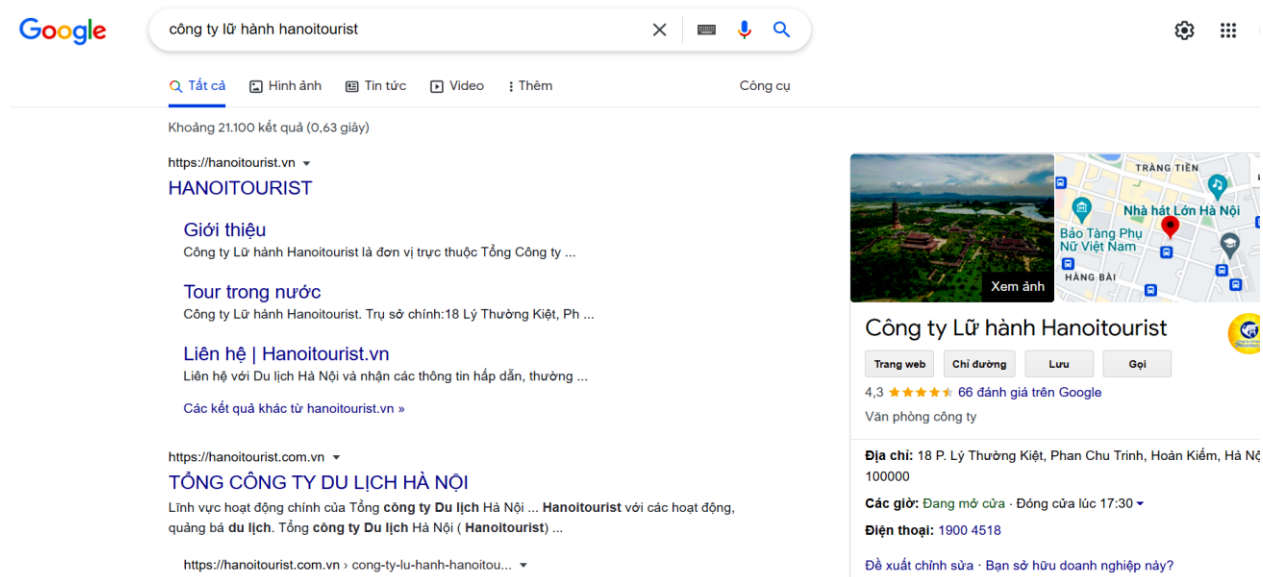 Google
công ty lữ hành hanoitourist
Tất cả
Hình ảnh
Tin tức
Video
Thêm
Công cụ
Khoảng 21.100 kết quả (0,63 giây)
https://hanoitourist.vn
HANOITOURIST
Giới thiệu
Công ty Lữ hành Hanoitourist là đơn vị trực thuộc Tổng Công ty ...
Tour trong nước
Công ty Lữ hành Hanoitourist. Trụ sở chính:18 Lý Thường Kiệt, Ph ...
Liên hệ | Hanoitourist.vn
Liên hệ với Du lịch Hà Nội và nhận các thông tin hấp dẫn, thường ...
Các kết quả khác từ hanoitourist.vn »
https://hanoitourist.com.vn
TỔNG CÔNG TY DU LỊCH HÀ NỘI
Lĩnh vực hoạt động chính của Tổng công ty Du lịch Hà Nội ... Hanoitourist với các hoạt động,
quảng bá du lịch. Tổng công ty Du lịch Hà Nội ( Hanoitourist) ...
https://hanoitourist.com.vn › cong-ty-lu-hanh-hanoitou...
Xem ảnh
TRÀNG TIỀN
Nhà hát Lớn Hà Nội
Bảo Tàng Phụ
Nữ Việt Nam
HÀNG BÀI
Công ty Lữ hành Hanoitourist
Trang web
Chỉ đường
Lưu
Gọi
4,3 66 đánh giá trên Google
Văn phòng công ty
Địa chỉ: 18 P. Lý Thường Kiệt, Phan Chu Trinh, Hoàn Kiếm, Hà Nộ
100000
Các giờ: Đang mở cửa · Đóng cửa lúc 17:30
Điện thoại: 1900 4518
Đề xuất chỉnh sửa · Bạn sở hữu doanh nghiệp này?